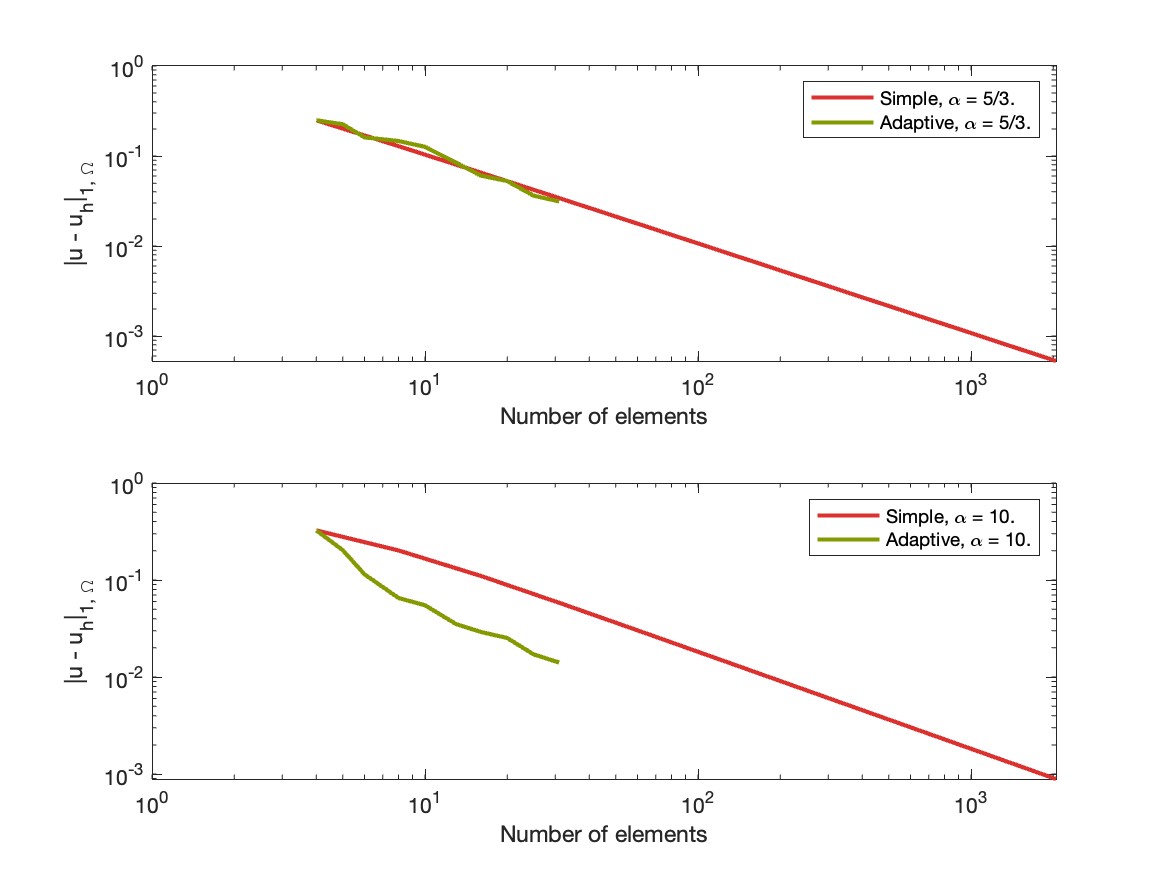 10^0
10^-1
10^-2
10^-3
|u - u_h|_{1, Ω}
10^0 10^1 10^2 10^3
Number of elements
Simple, α = 5/3.
Adaptive, α = 5/3.
10^0
10^-1
10^-2
10^-3
|u - u_h|_{1, Ω}
10^0 10^1 10^2 10^3
Number of elements
Simple, α = 10.
Adaptive, α = 10.